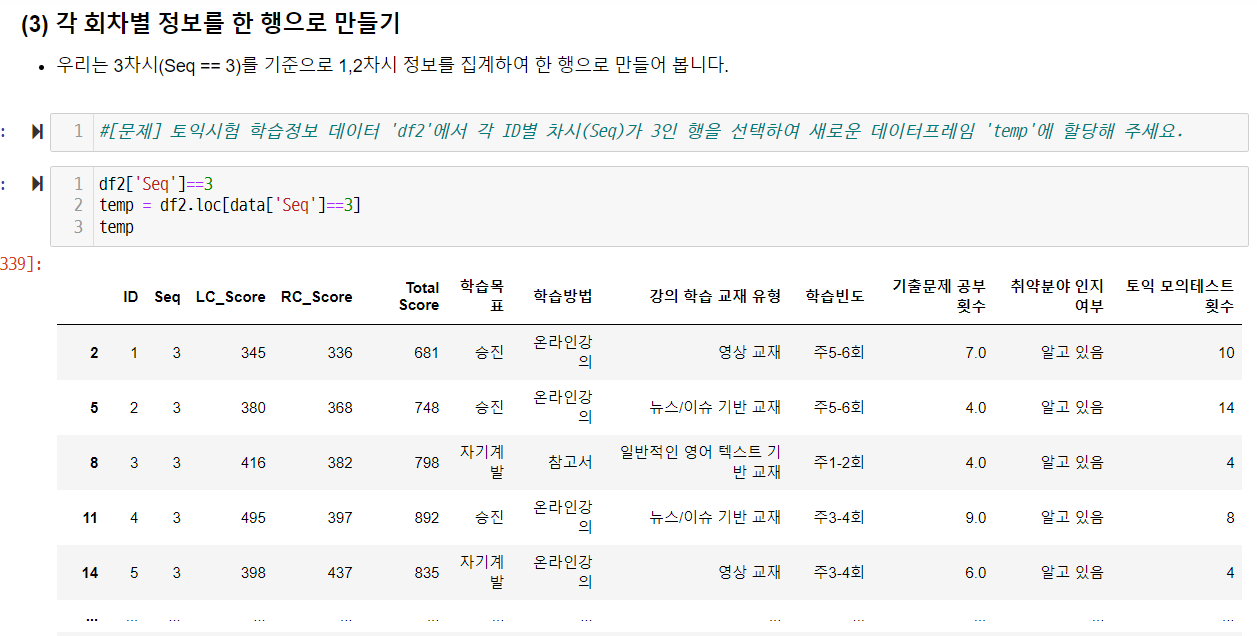 (3) 각 회차별 정보를 한 행으로 만들기
• 우리는 3차시(Seq == 3)를 기준으로 1,2차시 정보를 집계하여 한 행으로 만들어 봅니다.
: 1 #[문제] 토익시험 학습정보 데이터 'df2'에서 각 ID별 차시(Seq)가 3인 행을 선택하여 새로운 데이터프레임 'temp'에 할당해 주세요.
: 1 df2['Seq']==3
2 temp = df2.loc[data['Seq']==3]
3 temp
339]:
ID Seq LC_Score RC_Score Total Score 학습목표 학습방법 강의 학습 교재 유형 학습빈도 기출문제 공부 횟수 취약분야 인지 여부 토익 모의테스트 횟수
2 1 3 345 336 681 승진 온라인강의 영상 교재 주5-6회 7.0 알고 있음 10
5 2 3 380 368 748 승진 온라인강의 뉴스/이슈 기반 교재 주5-6회 4.0 알고 있음 14
8 3 3 416 382 798 자기계발 참고서 일반적인 영어 텍스트 기반 교재 주1-2회 4.0 알고 있음 4
11 4 3 495 397 892 승진 온라인강의 뉴스/이슈 기반 교재 주3-4회 9.0 알고 있음 8
14 5 3 398 437 835 자기계발 온라인강의 영상 교재 주3-4회 6.0 알고 있음 4
... ... ... ... ... ... ... ... ... ... ... ... ...